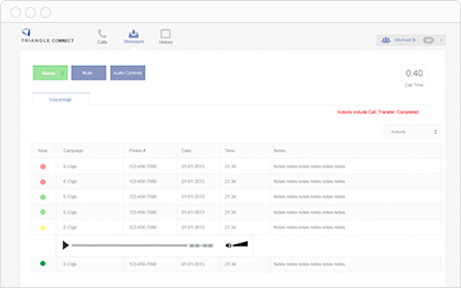 TRIANGLE CONNECT
Calls
Messages
History
Michael B.
Ready
Mute
Audio Controls
0:40
Call Time
Voicemail
Actions include Call, Transfer, Completed
Actions
New Campaign Phone # Date Time Notes
E-Cigs 123-456-7890 01-01-2013 21:34 Notes notes notes notes notes notes
E-Cigs 123-456-7890 01-01-2013 21:34 Notes notes notes notes notes notes
E-Cigs 123-456-7890 01-01-2013 21:34 Notes notes notes notes notes notes
E-Cigs 123-456-7890 01-01-2013 21:34 Notes notes notes notes notes notes
E-Cigs 123-456-7890 01-01-2013 21:34 Notes notes notes notes notes notes
E-Cigs 123-456-7890 01-01-2013 21:34 Notes notes notes notes notes notes